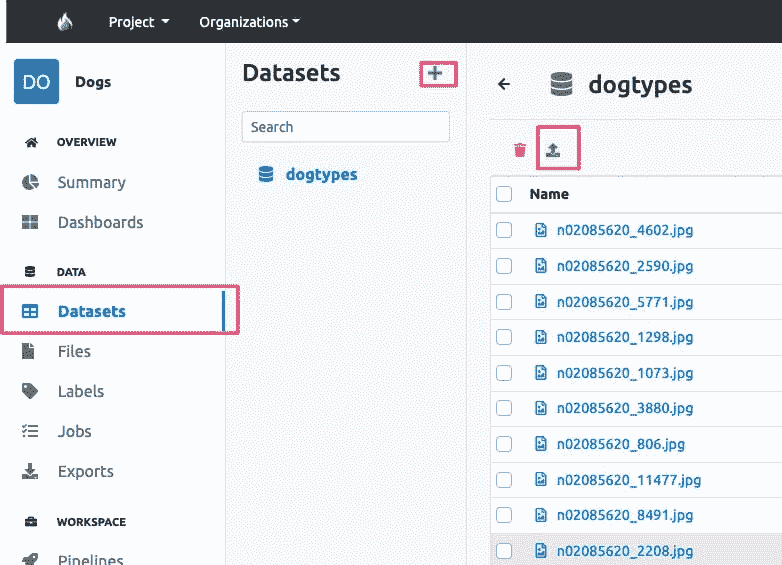 Project Organizations
DO Dogs
OVERVIEW
Summary
Dashboards
DATA
Datasets
Files
Labels
Jobs
Exports
WORKSPACE
Pipelines
Datasets
Search
dogtypes
dogtypes
Name
n02085620_4602.jpg
n02085620_2590.jpg
n02085620_5771.jpg
n02085620_1298.jpg
n02085620_1073.jpg
n02085620_3880.jpg
n02085620_806.jpg
n02085620_11477.jpg
n02085620_8491.jpg
n02085620_2208.jpg